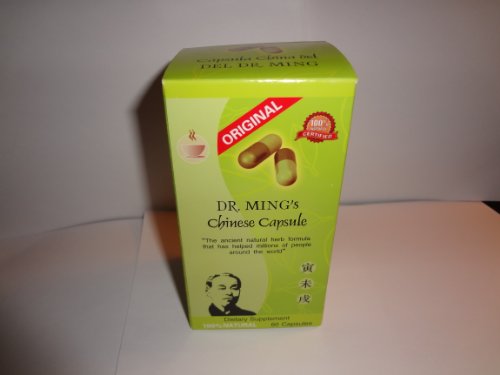 Capsula China Del
DEL DR. MING
ORIGINAL
100%
CERTIFIED
DR. MING's
Chinese Capsule
"The ancient natural herb formula
that has helped millions of people
around the world"
寅
未
戌
Dietary Supplement
100% NATURAL
60 Capsules